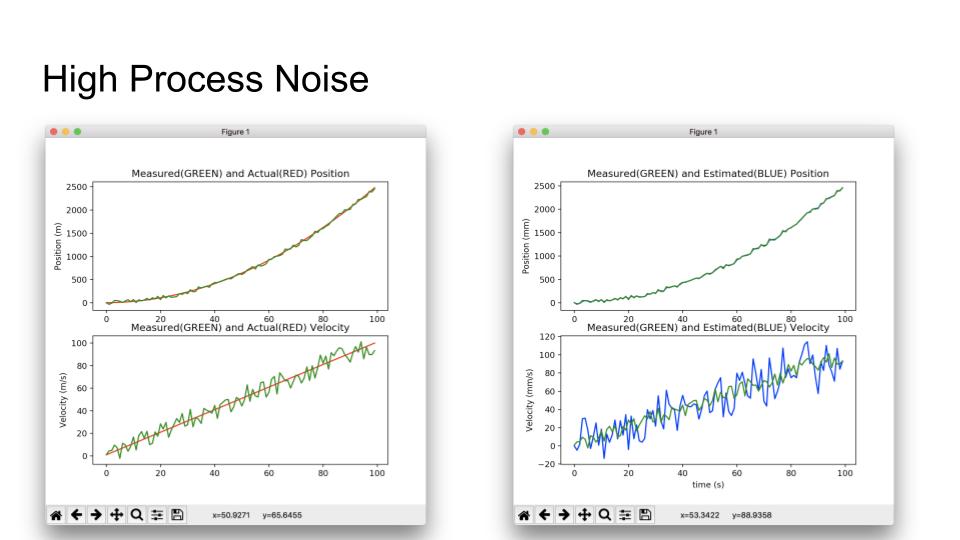 High Process Noise
Figure 1
Measured(GREEN) and Actual(RED) Position
Position (m)
2500
2000
1500
1000
500
0
0 20 40 60 80 100
Measured(GREEN) and Actual(RED) Velocity
Velocity (m/s)
100
80
60
40
20
0
0 20 40 60 80 100
x=50.9271 y=65.6455
Figure 1
Measured(GREEN) and Estimated(BLUE) Position
Position (mm)
2500
2000
1500
1000
500
0
0 20 40 60 80 100
Measured(GREEN) and Estimated(BLUE) Velocity
Velocity (mm/s)
120
100
80
60
40
20
0
−20
0 20 40 60 80 100
time (s)
x=53.3422 y=88.9358